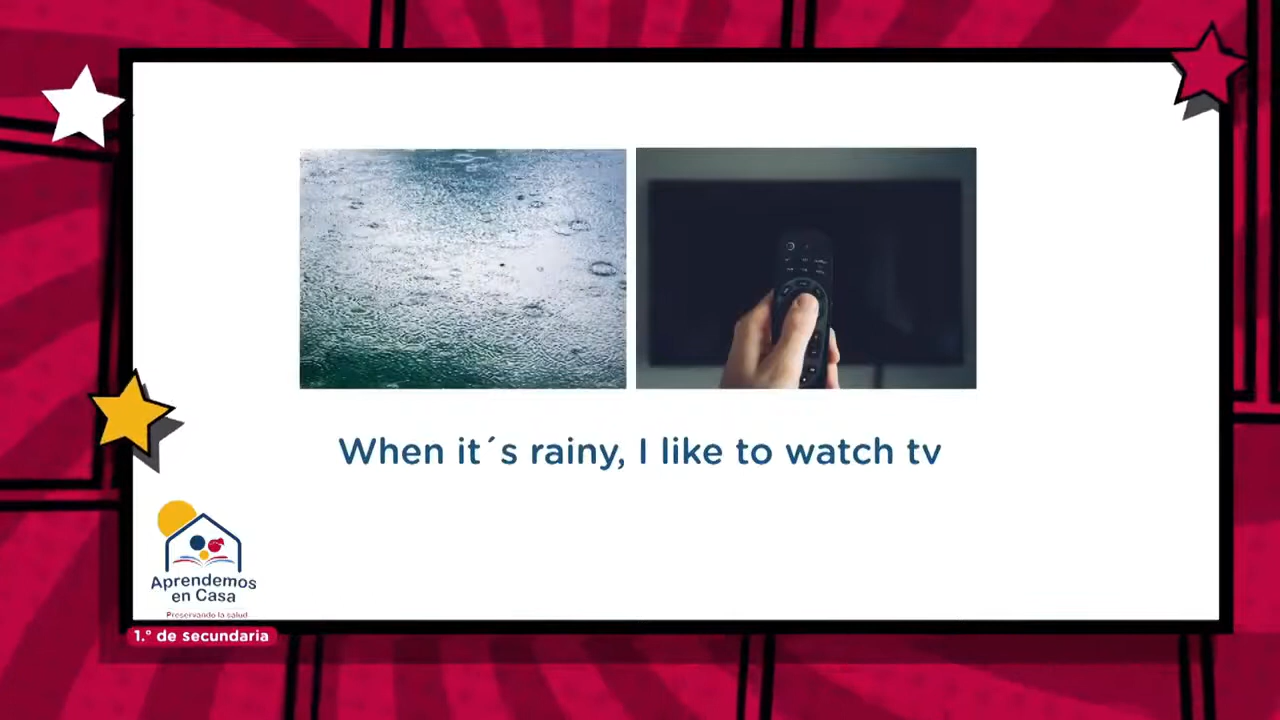 When it´s rainy, I like to watch tv
Aprendemos
en Casa
Preservando la salud
1.° de secundaria